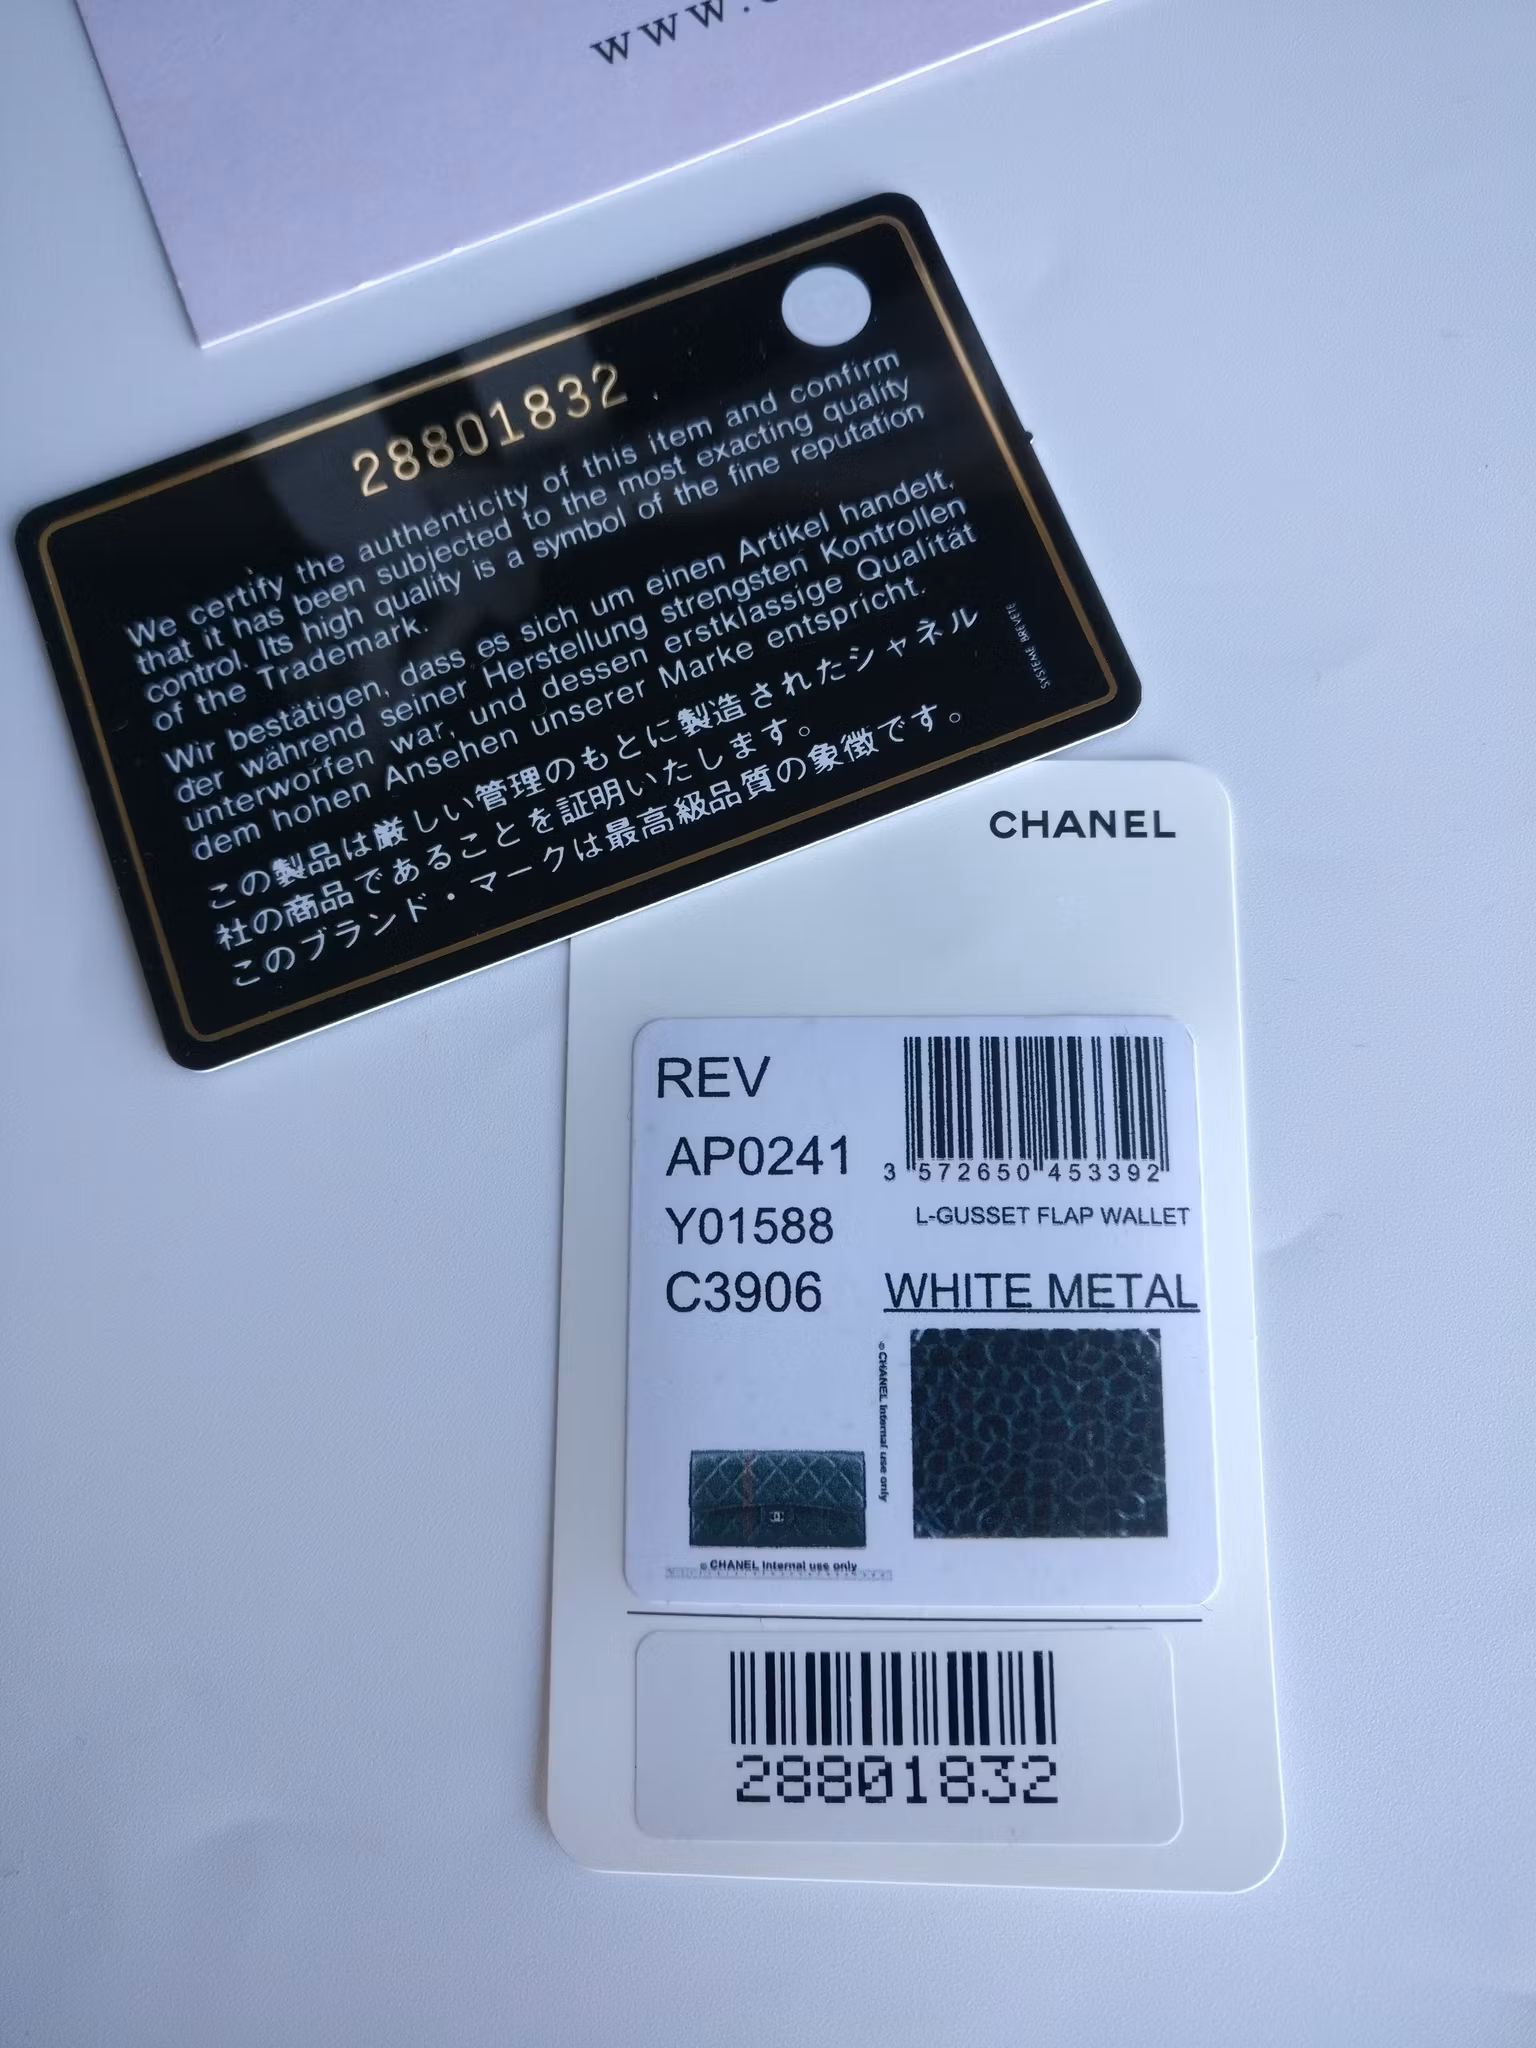 www.
28801832
We certify the authenticity of this item and confirm
that it has been subjected to the most exacting quality
control. Its high quality is a symbol of the fine reputation
of the Trademark.
Wir bestätigen, dass es sich um einen Artikel handelt,
der während seiner Herstellung strengsten Kontrollen
unterworfen war, und dessen erstklassige Qualität
dem hohen Ansehen unserer Marke entspricht.
この製品は厳しい管理のもとに製造されたシャネル
社の商品であることを証明いたします。
このブランド・マークは最高級品質の象徴です。
SYSTEME BREVETE
CHANEL
REV
AP0241
Y01588
C3906
3 572650 453392
L-GUSSET FLAP WALLET
WHITE METAL
© CHANEL Internal use only
© CHANEL Internal use only
28801832